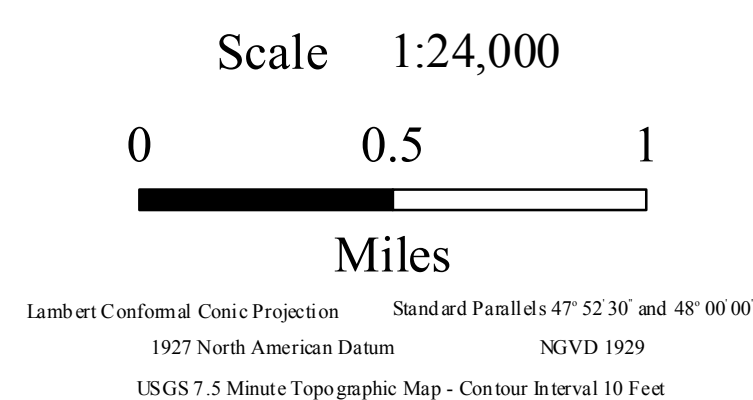 Scale 1:24,000
0 0.5 1
Miles
Lambert Conformal Conic Projection Standard Parallels 47° 52' 30" and 48° 00' 00"
1927 North American Datum NGVD 1929
USGS 7.5 Minute Topographic Map - Contour Interval 10 Feet